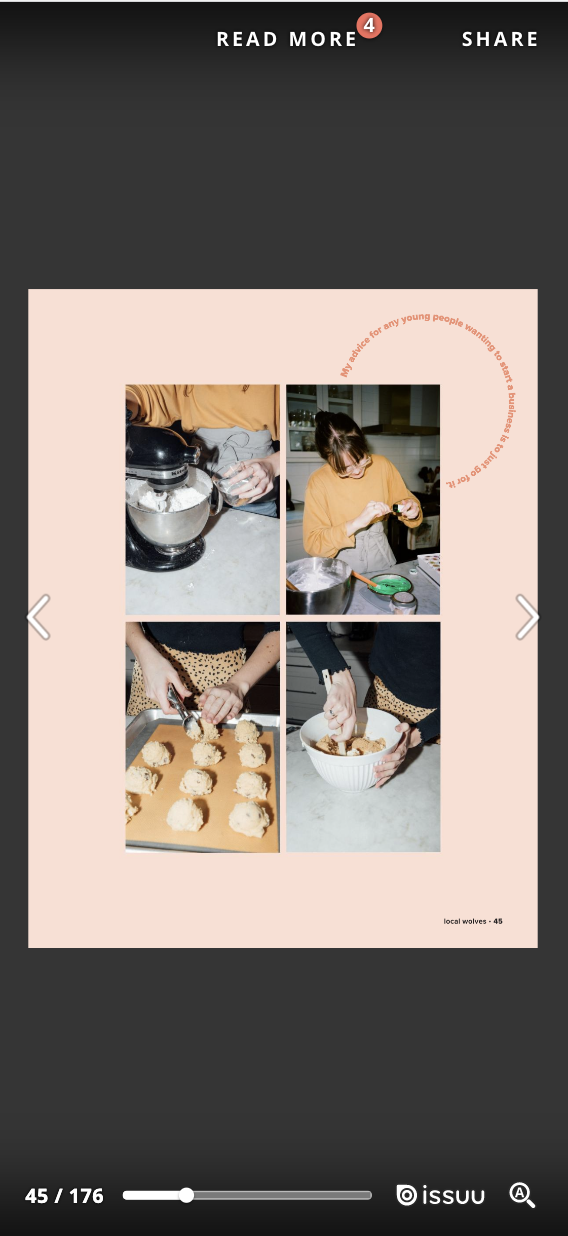 READ MORE 4 SHARE
My advice for any young people wanting to start a business is to just go for it.
local wolves - 45
45 / 176 issuu A